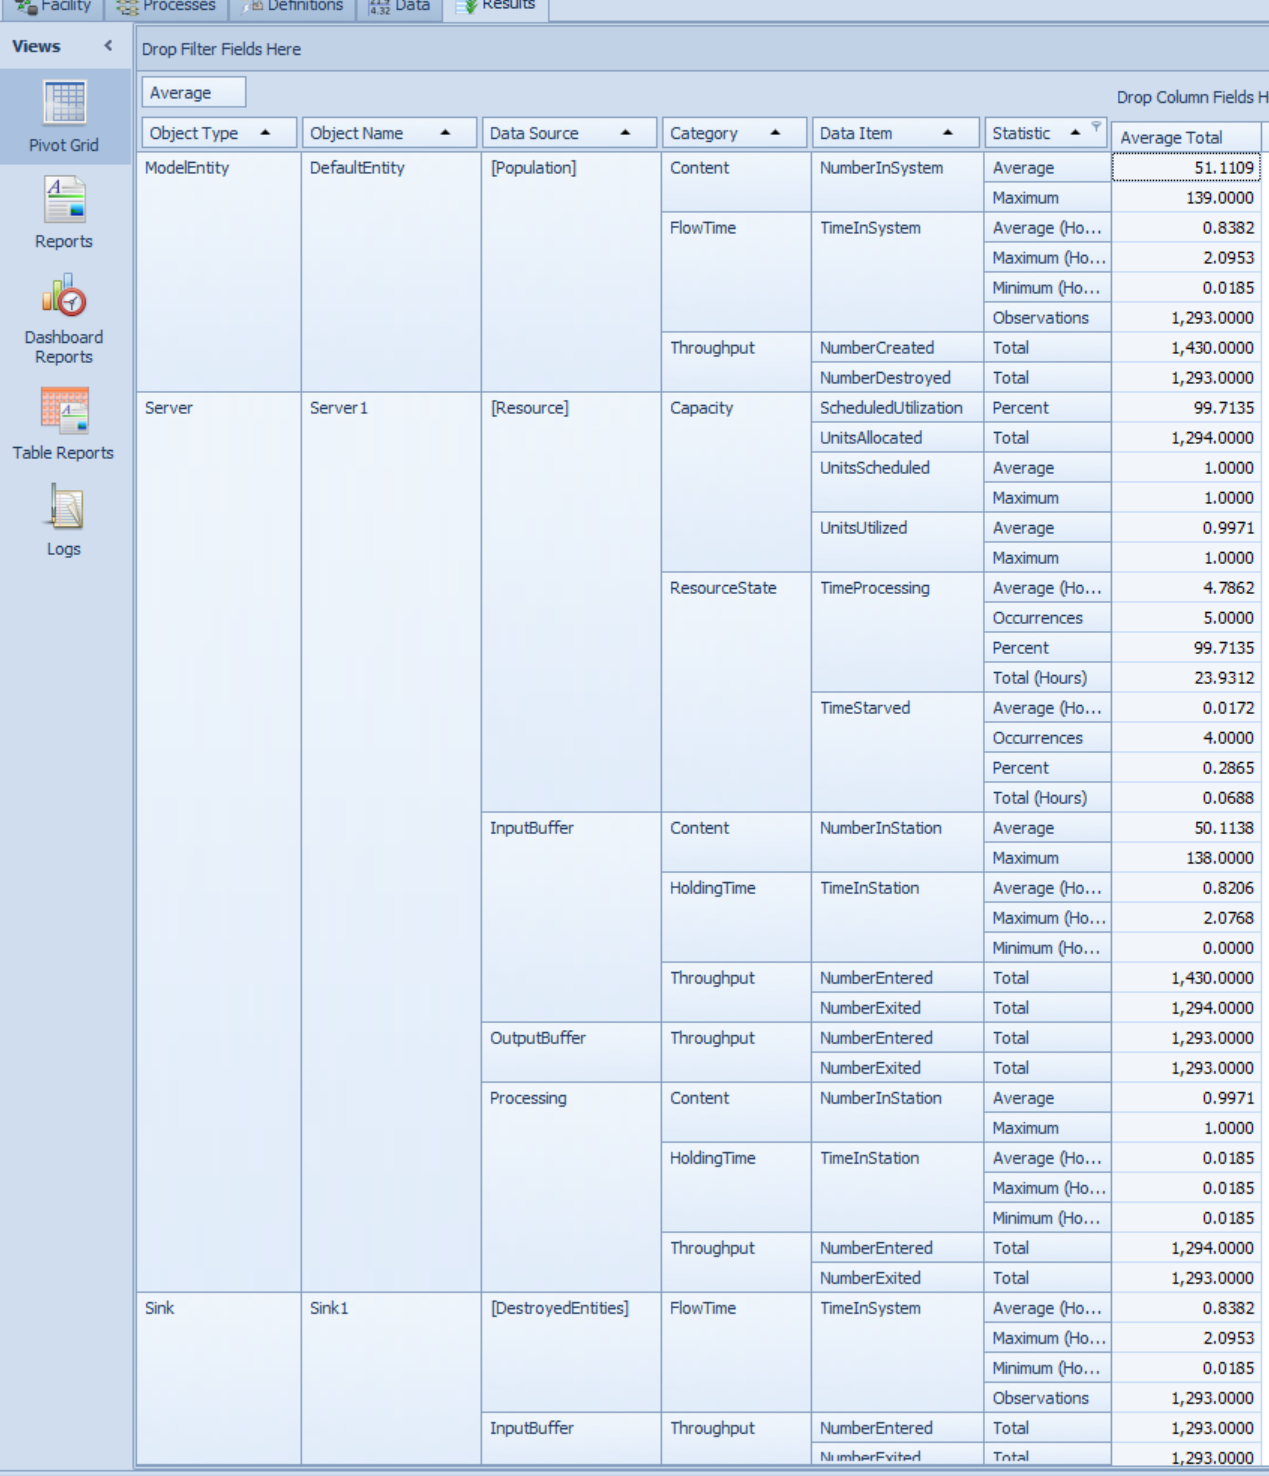 Facility Processes Definitions Data Results
Views < Drop Filter Fields Here
Average
Drop Column Fields H
Object Type Object Name Data Source Category Data Item Statistic Average Total
Pivot Grid
Reports
Dashboard
Reports
Table Reports
Logs
ModelEntity DefaultEntity [Population] Content NumberInSystem Average 51.1109
Maximum 139.0000
FlowTime TimeInSystem Average (Ho... 0.8382
Maximum (Ho... 2.0953
Minimum (Ho... 0.0185
Observations 1,293.0000
Throughput NumberCreated Total 1,430.0000
NumberDestroyed Total 1,293.0000
Server Server1 [Resource] Capacity ScheduledUtilization Percent 99.7135
UnitsAllocated Total 1,294.0000
UnitsScheduled Average 1.0000
Maximum 1.0000
UnitsUtilized Average 0.9971
Maximum 1.0000
ResourceState TimeProcessing Average (Ho... 4.7862
Occurrences 5.0000
Percent 99.7135
Total (Hours) 23.9312
TimeStarved Average (Ho... 0.0172
Occurrences 4.0000
Percent 0.2865
Total (Hours) 0.0688
InputBuffer Content NumberInStation Average 50.1138
Maximum 138.0000
HoldingTime TimeInStation Average (Ho... 0.8206
Maximum (Ho... 2.0768
Minimum (Ho... 0.0000
Throughput NumberEntered Total 1,430.0000
NumberExited Total 1,294.0000
OutputBuffer Throughput NumberEntered Total 1,293.0000
NumberExited Total 1,293.0000
Processing Content NumberInStation Average 0.9971
Maximum 1.0000
HoldingTime TimeInStation Average (Ho... 0.0185
Maximum (Ho... 0.0185
Minimum (Ho... 0.0185
Throughput NumberEntered Total 1,294.0000
NumberExited Total 1,293.0000
Sink Sink1 [DestroyedEntities] FlowTime TimeInSystem Average (Ho... 0.8382
Maximum (Ho... 2.0953
Minimum (Ho... 0.0185
Observations 1,293.0000
InputBuffer Throughput NumberEntered Total 1,293.0000
NumberExited Total 1,293.0000